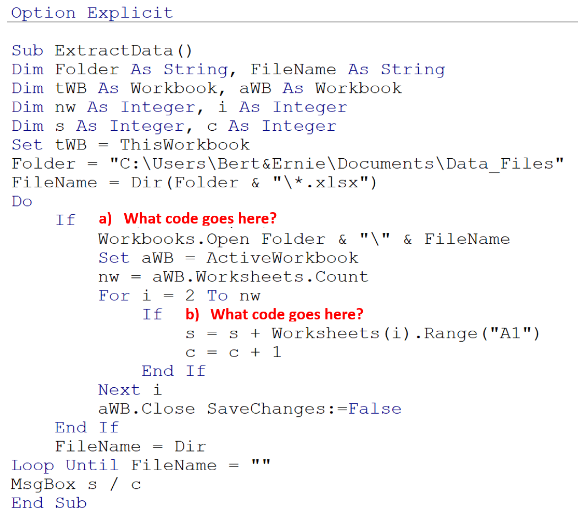 Option Explicit
Sub ExtractData()
Dim Folder As String, FileName As String
Dim tWB As Workbook, aWB As Workbook
Dim nw As Integer, i As Integer
Dim s As Integer, c As Integer
Set tWB = ThisWorkbook
Folder = "C:\Users\Bert&Ernie\Documents\Data_Files"
FileName = Dir(Folder & "\*.xlsx")
Do
If a) What code goes here?
Workbooks.Open Folder & "\" & FileName
Set aWB = ActiveWorkbook
nw = aWB.Worksheets.Count
For i = 2 To nw
If b) What code goes here?
s = s + Worksheets(i).Range("A1")
c = c + 1
End If
Next i
aWB.Close SaveChanges:=False
End If
FileName = Dir
Loop Until FileName = ""
MsgBox s / c
End Sub